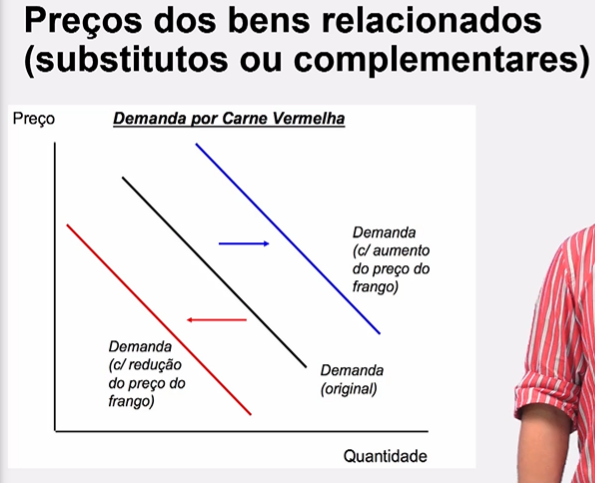 Preços dos bens relacionados
(substitutos ou complementares)
Preço
Demanda por Carne Vermelha
Demanda
(c/ aumento
do preço do
frango)
Demanda
(c/ redução
do preço do
frango)
Demanda
(original)
Quantidade